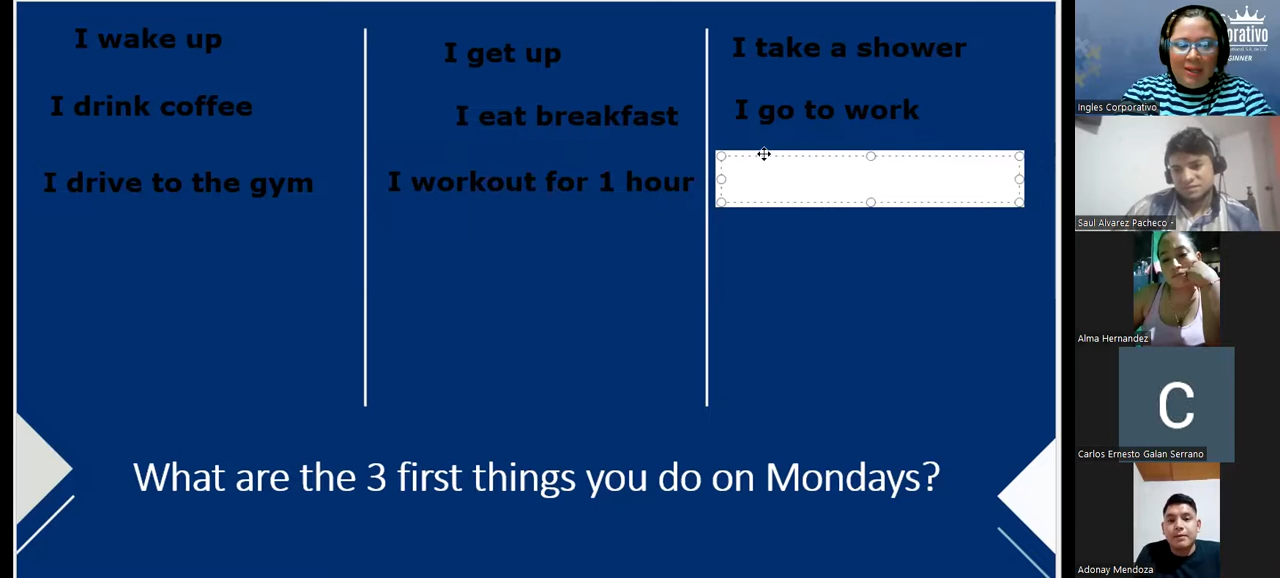 I wake up
I get up
I take a shower
I drink coffee
I eat breakfast
I go to work
I drive to the gym
I workout for 1 hour
What are the 3 first things you do on Mondays?
Ingles Corporativo
Saul Alvarez Pacheco -
Alma Hernandez
C
Carlos Ernesto Galan Serrano
Adonay Mendoza